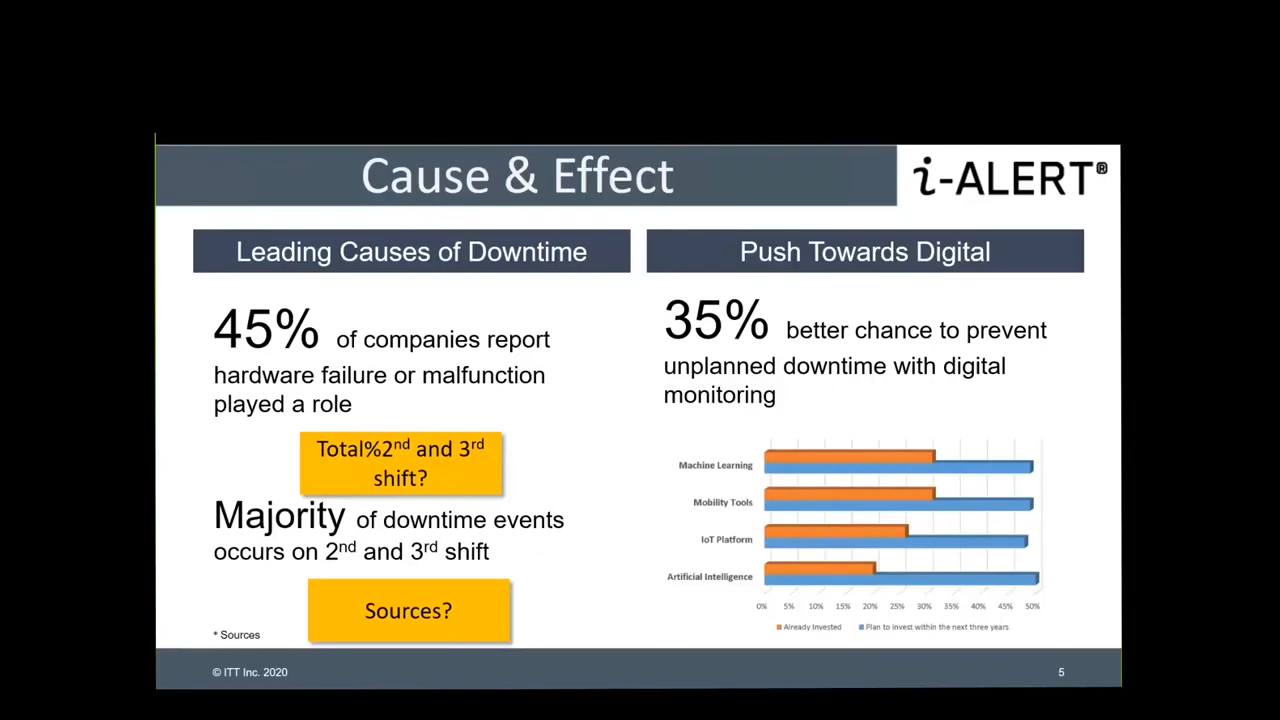 Cause & Effect
i-ALERT®
Leading Causes of Downtime
45% of companies report
hardware failure or malfunction
played a role
Total%2nd and 3rd
shift?
Majority of downtime events
occurs on 2nd and 3rd shift
Sources?
* Sources
Push Towards Digital
35% better chance to prevent
unplanned downtime with digital
monitoring
Machine Learning
Mobility Tools
IoT Platform
Artificial Intelligence
0% 5% 10% 15% 20% 25% 30% 35% 40% 45% 50%
Already Invested Plan to invest within the next three years
© ITT Inc. 2020
5